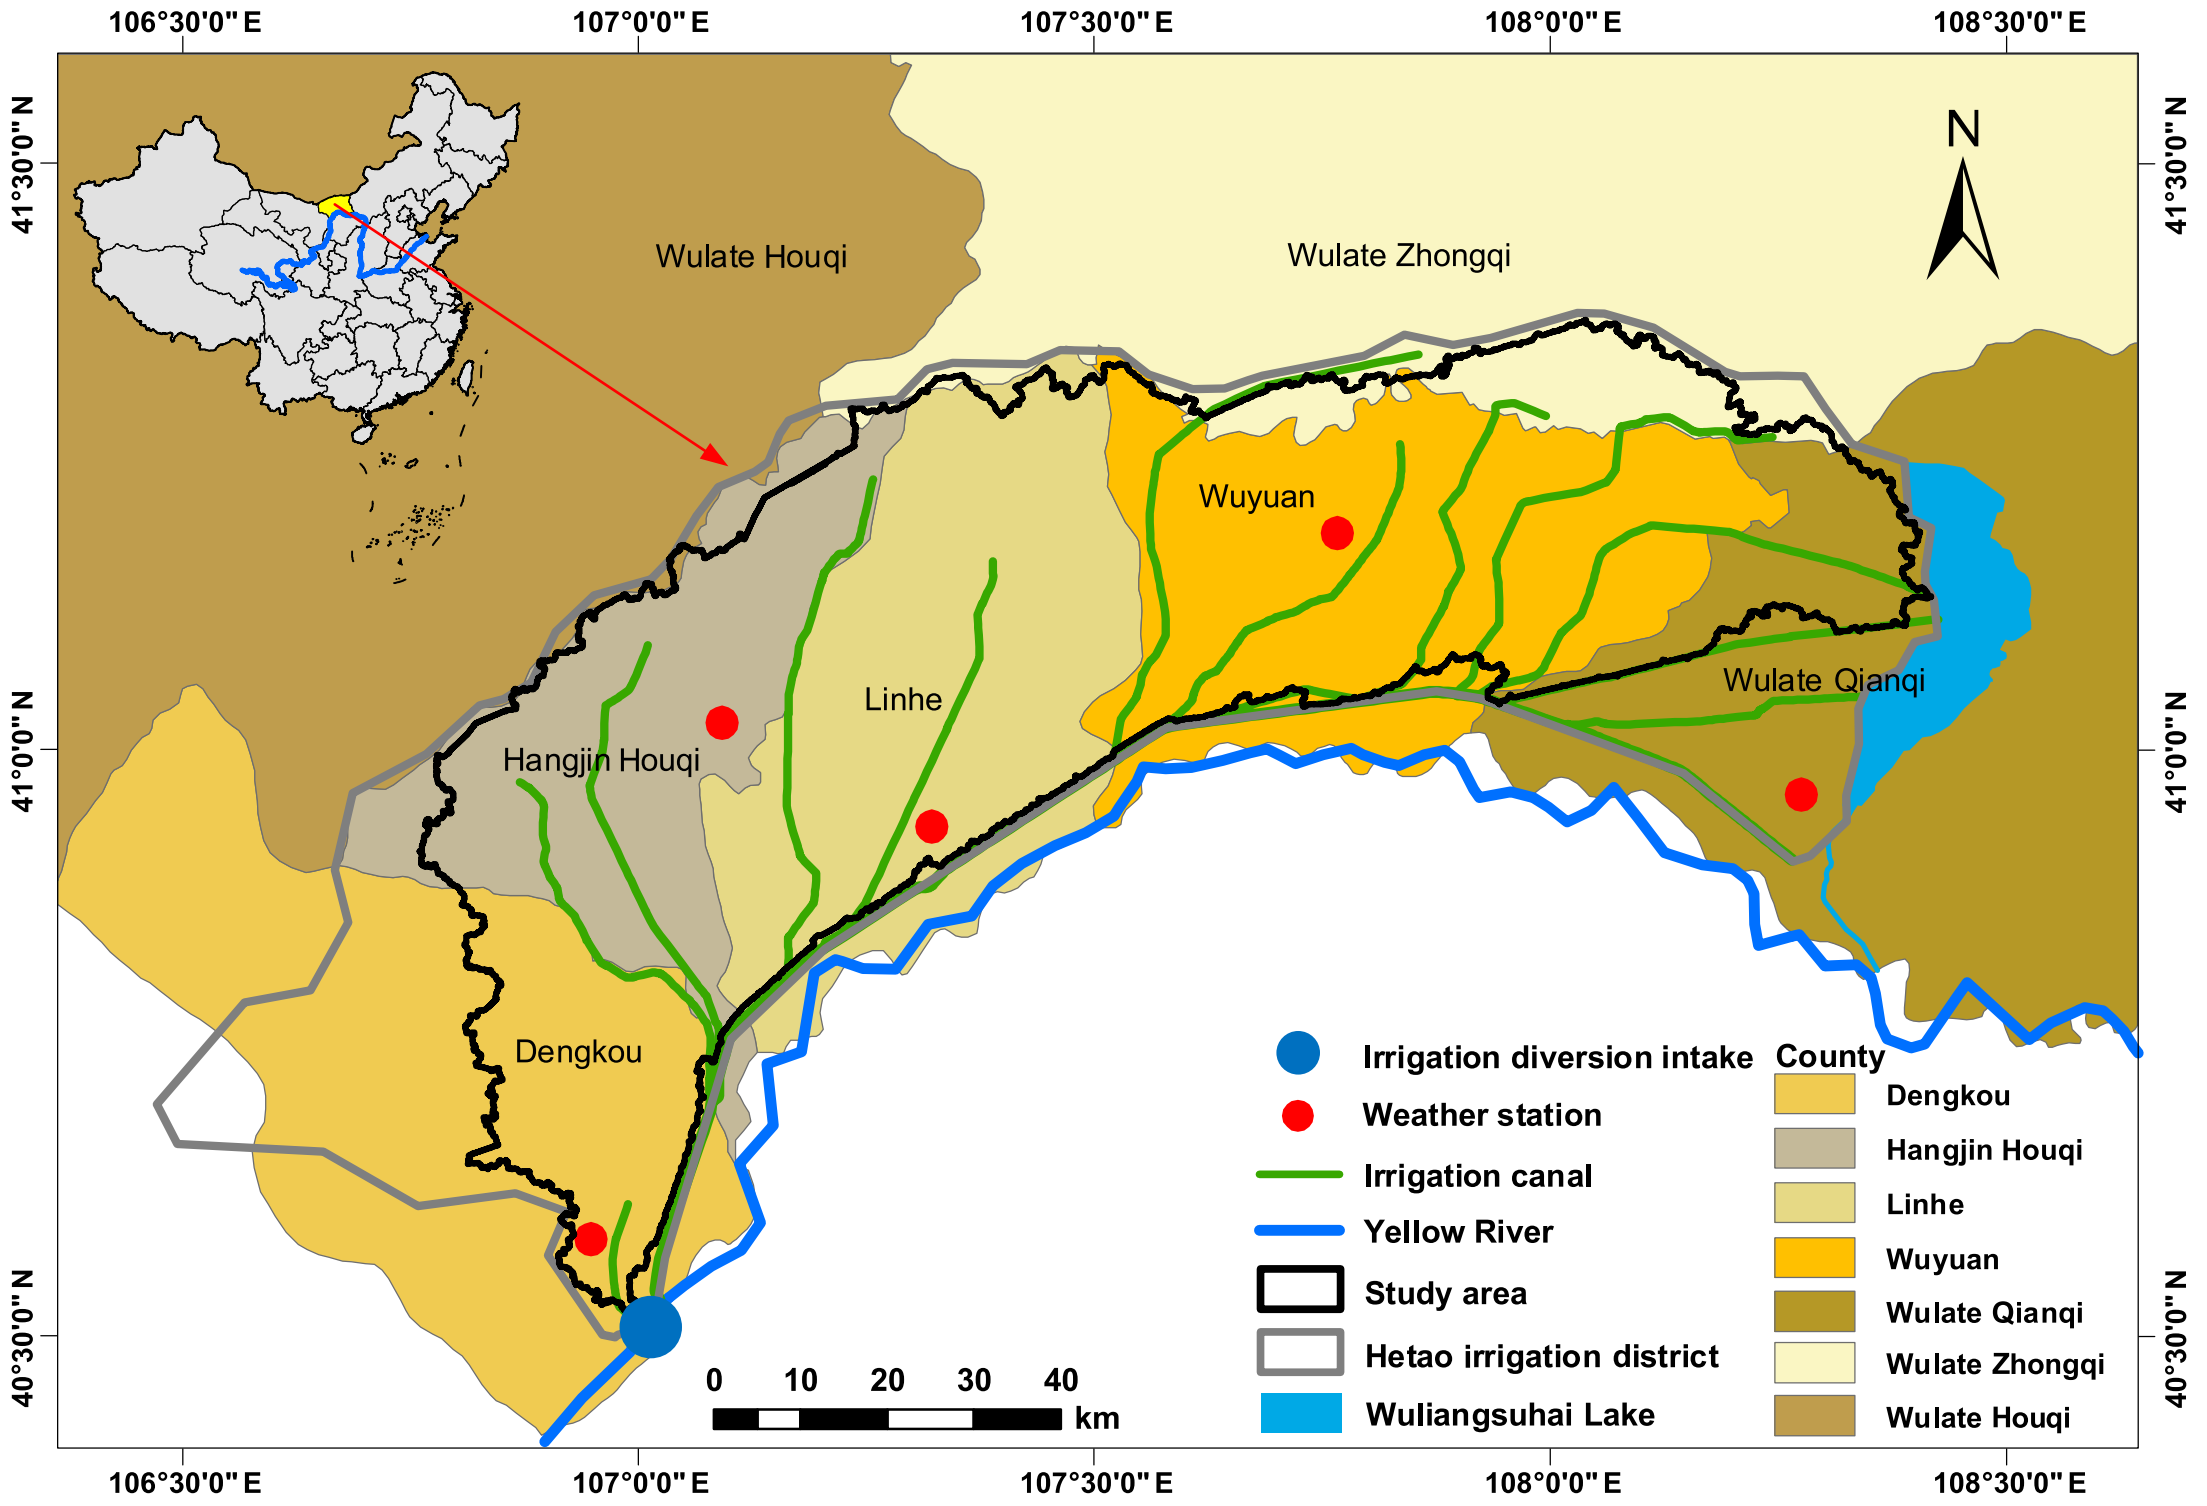 106°30'0"E 107°0'0"E 107°30'0"E 108°0'0"E 108°30'0"E
41°30'0"N
41°30'0"N
N
Wulate Houqi
Wulate Zhongqi
Wuyuan
Linhe
Wulate Qianqi
Hangjin Houqi
41°0'0"N
41°0'0"N
Dengkou
Irrigation diversion intake
Weather station
Irrigation canal
Yellow River
Study area
Hetao irrigation district
Wuliangsuhai Lake
County
Dengkou
Hangjin Houqi
Linhe
Wuyuan
Wulate Qianqi
Wulate Zhongqi
Wulate Houqi
40°30'0"N
40°30'0"N
0 10 20 30 40
km
106°30'0"E 107°0'0"E 107°30'0"E 108°0'0"E 108°30'0"E